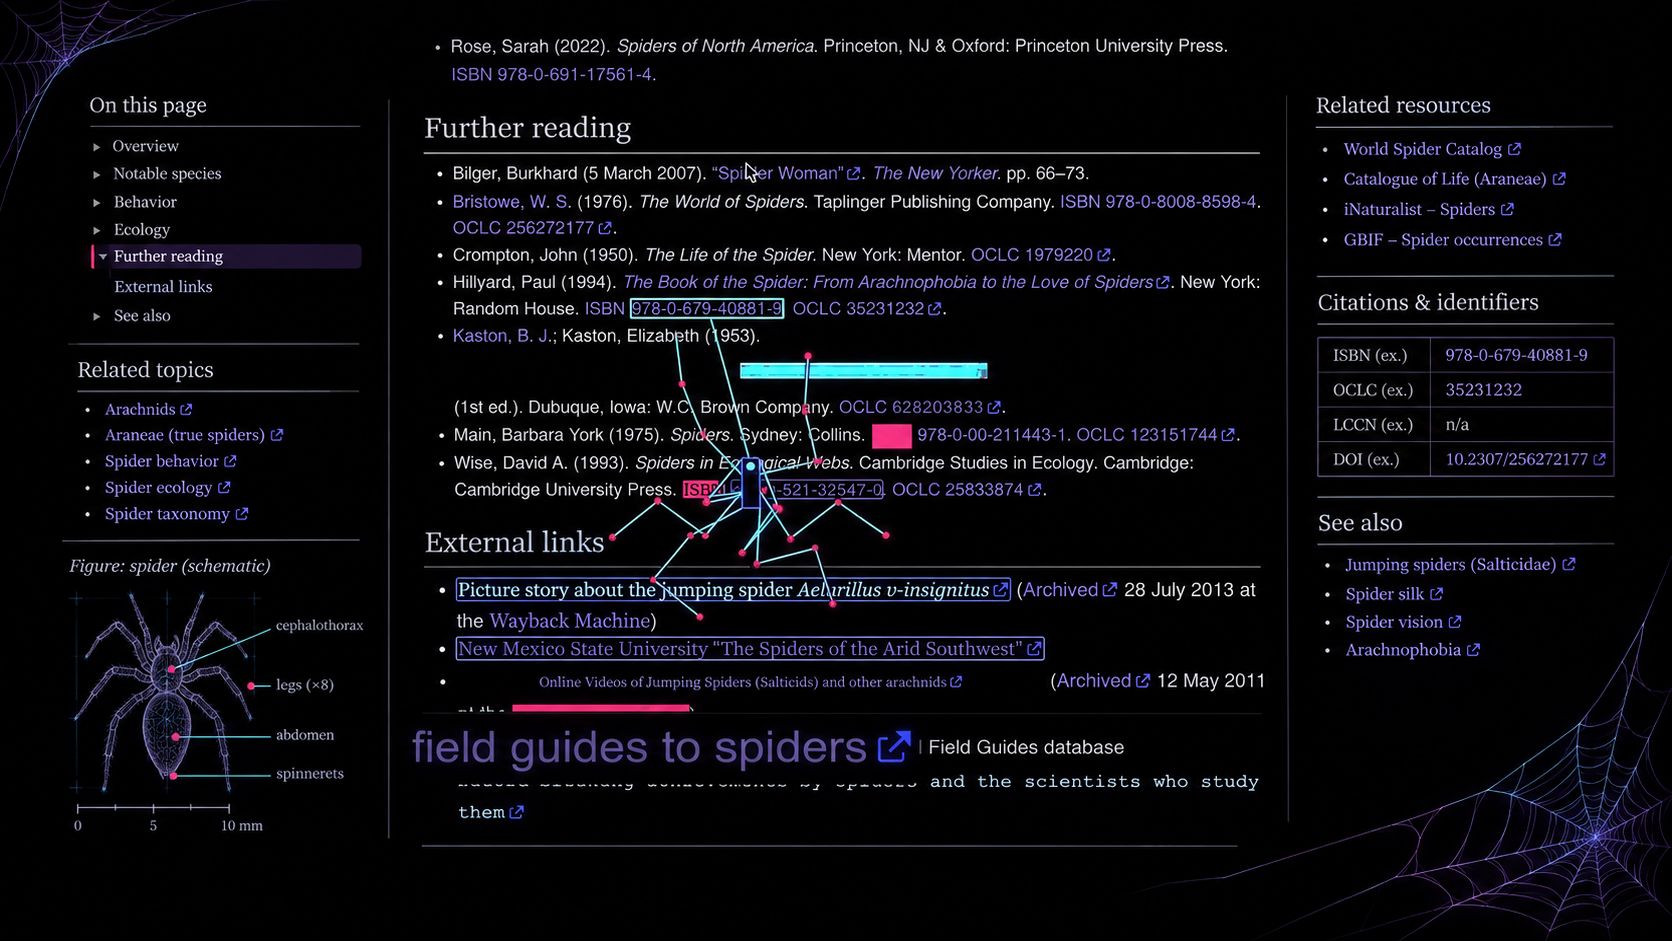 • Rose, Sarah (2022). Spiders of North America. Princeton, NJ & Oxford: Princeton University Press.
ISBN 978-0-691-17561-4.
On this page
Overview
Notable species
Behavior
Ecology
Further reading
External links
See also
Related topics
• Arachnids
• Araneae (true spiders)
• Spider behavior
• Spider ecology
• Spider taxonomy
Figure: spider (schematic)
cephalothorax
legs (×8)
abdomen
spinnerets
0 5 10 mm
Further reading
• Bilger, Burkhard (5 March 2007). “Spider Woman”. The New Yorker. pp. 66–73.
• Bristowe, W. S. (1976). The World of Spiders. Taplinger Publishing Company. ISBN 978-0-8008-8598-4.
OCLC 256272177.
• Crompton, John (1950). The Life of the Spider. New York: Mentor. OCLC 1979220.
• Hillyard, Paul (1994). The Book of the Spider: From Arachnophobia to the Love of Spiders. New York:
Random House. ISBN 978-0-679-40881-9 OCLC 35231232.
• Kaston, B. J.; Kaston, Elizabeth (1953).
(1st ed.). Dubuque, Iowa: W.C. Brown Company. OCLC 628203833.
• Main, Barbara York (1975). Spiders. Sydney: Collins. 978-0-00-211443-1. OCLC 123151744.
• Wise, David A. (1993). Spiders in Ecological Webs. Cambridge Studies in Ecology. Cambridge:
Cambridge University Press. ISBN -521-32547-0. OCLC 25833874.
External links
• Picture story about the jumping spider Aelurillus v-insignitus (Archived 28 July 2013 at
the Wayback Machine)
• New Mexico State University “The Spiders of the Arid Southwest”
• Online Videos of Jumping Spiders (Salticids) and other arachnids (Archived 12 May 2011
at the )
field guides to spiders | Field Guides database
by spiders and the scientists who study
them
Related resources
• World Spider Catalog
• Catalogue of Life (Araneae)
• iNaturalist – Spiders
• GBIF – Spider occurrences
Citations & identifiers
ISBN (ex.) 978-0-679-40881-9
OCLC (ex.) 35231232
LCCN (ex.) n/a
DOI (ex.) 10.2307/256272177
See also
• Jumping spiders (Salticidae)
• Spider silk
• Spider vision
• Arachnophobia